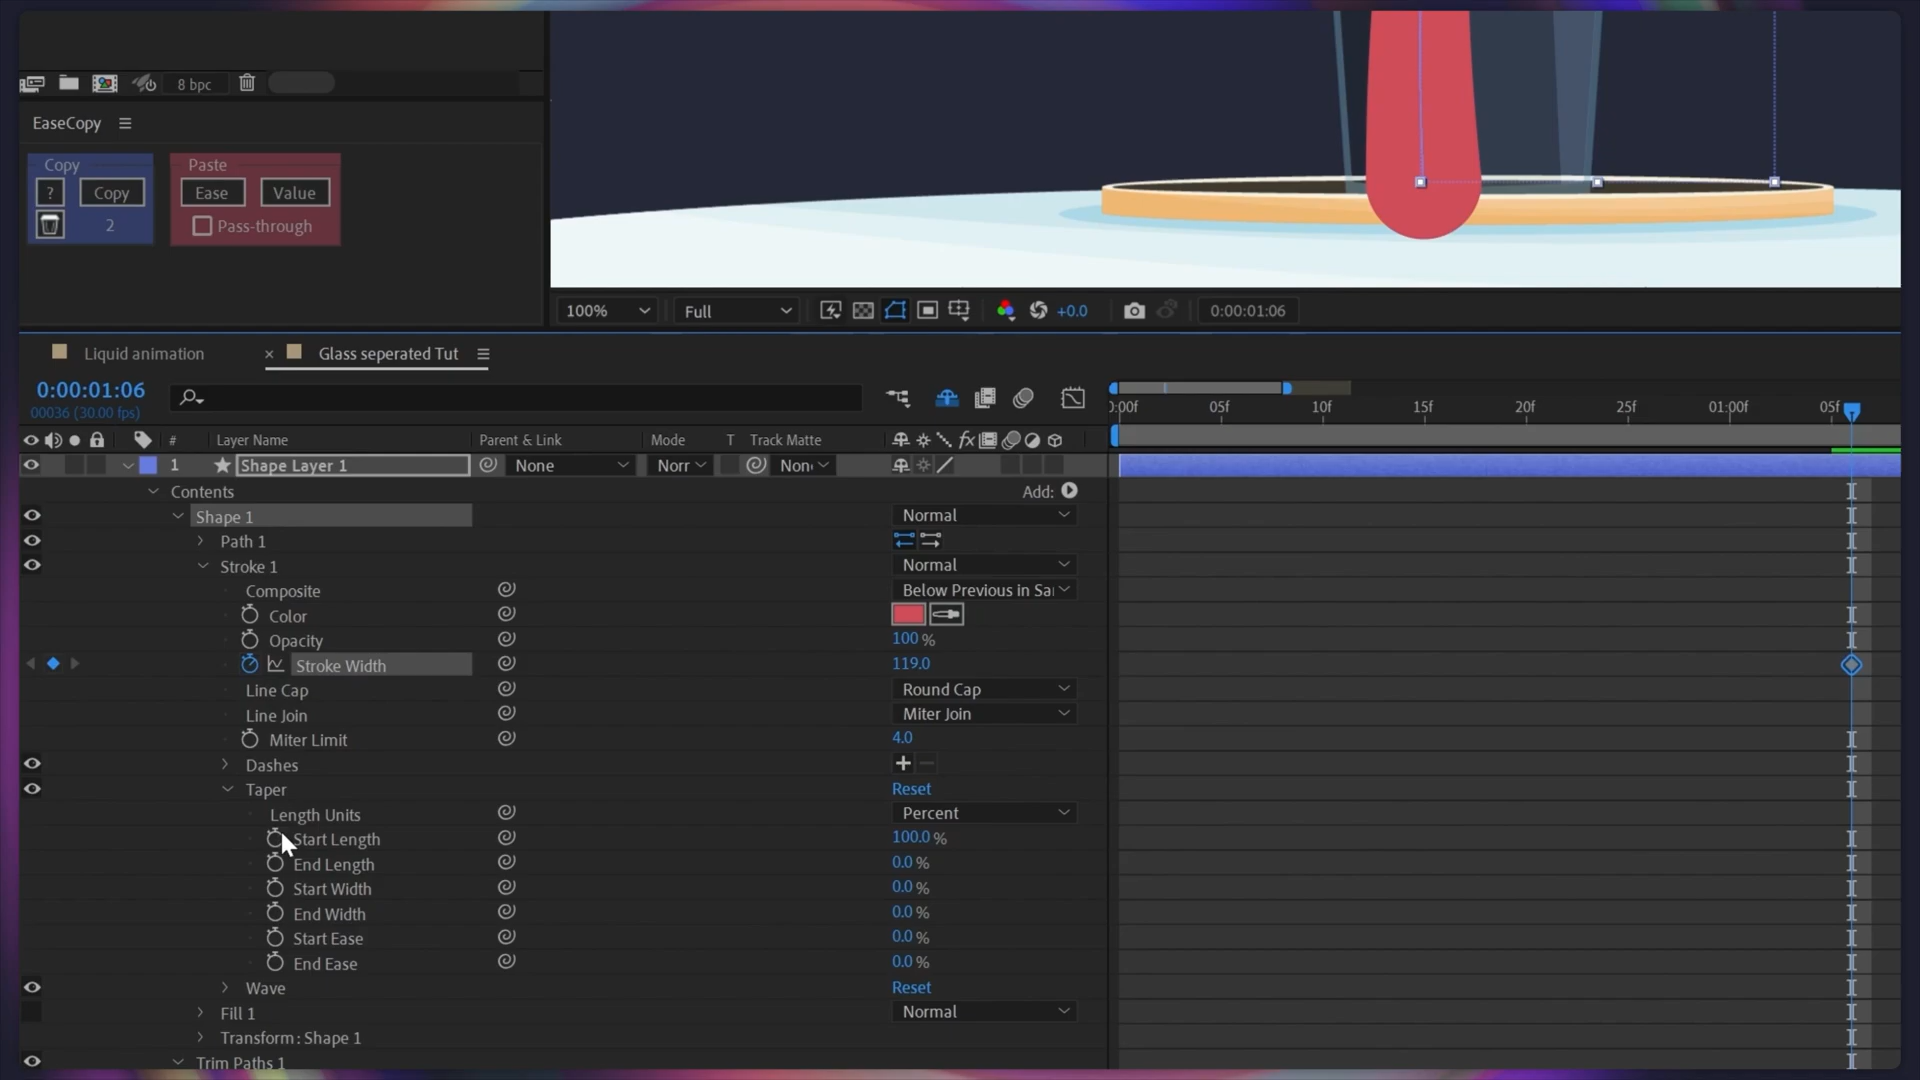 8 bpc
EaseCopy
Copy
Paste
?
Copy
Ease
Value
2
Pass-through
100%
Full
+0.0
0:00:01:06
Liquid animation
× Glass seperated Tut
0:00:01:06
00036 (30.00 fps)
):00f 05f 10f 15f 20f 25f 01:00f 05f
# Layer Name Parent & Link Mode T Track Matte
1 Shape Layer 1 None Norr Non
Contents Add:
Shape 1 Normal
Path 1
Stroke 1 Normal
Composite Below Previous in Sa
Color
Opacity 100 %
Stroke Width 119.0
Line Cap Round Cap
Line Join Miter Join
Miter Limit 4.0
Dashes
Taper Reset
Length Units Percent
Start Length 100.0 %
End Length 0.0 %
Start Width 0.0 %
End Width 0.0 %
Start Ease 0.0 %
End Ease 0.0 %
Wave Reset
Fill 1 Normal
Transform: Shape 1
Trim Paths 1